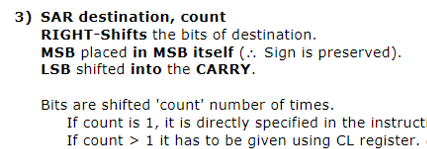 3) SAR destination, count
RIGHT-Shifts the bits of destination.
MSB placed in MSB itself (∴ Sign is preserved).
LSB shifted into the CARRY.
Bits are shifted 'count' number of times.
If count is 1, it is directly specified in the instructi
If count > 1 it has to be given using CL register.